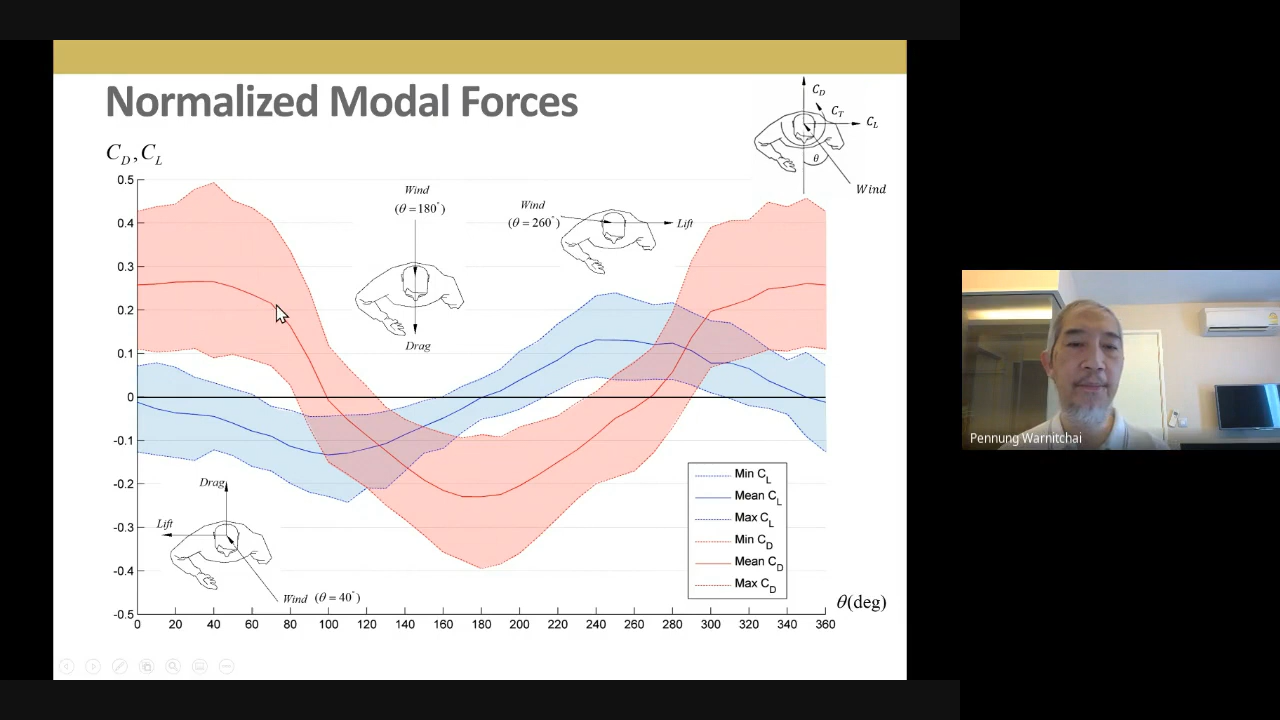 Normalized Modal Forces
C_D, C_L
C_D
C_T
C_L
θ
Wind
0.5
0.4
0.3
0.2
0.1
0
-0.1
-0.2
-0.3
-0.4
-0.5
Wind
(θ=180°)
Drag
Wind
(θ=260°)
Lift
Drag
Lift
Wind (θ=40°)
Min C_L
Mean C_L
Max C_L
Min C_D
Mean C_D
Max C_D
θ(deg)
0 20 40 60 80 100 120 140 160 180 200 220 240 260 280 300 320 340 360
Pennung Warnitchai